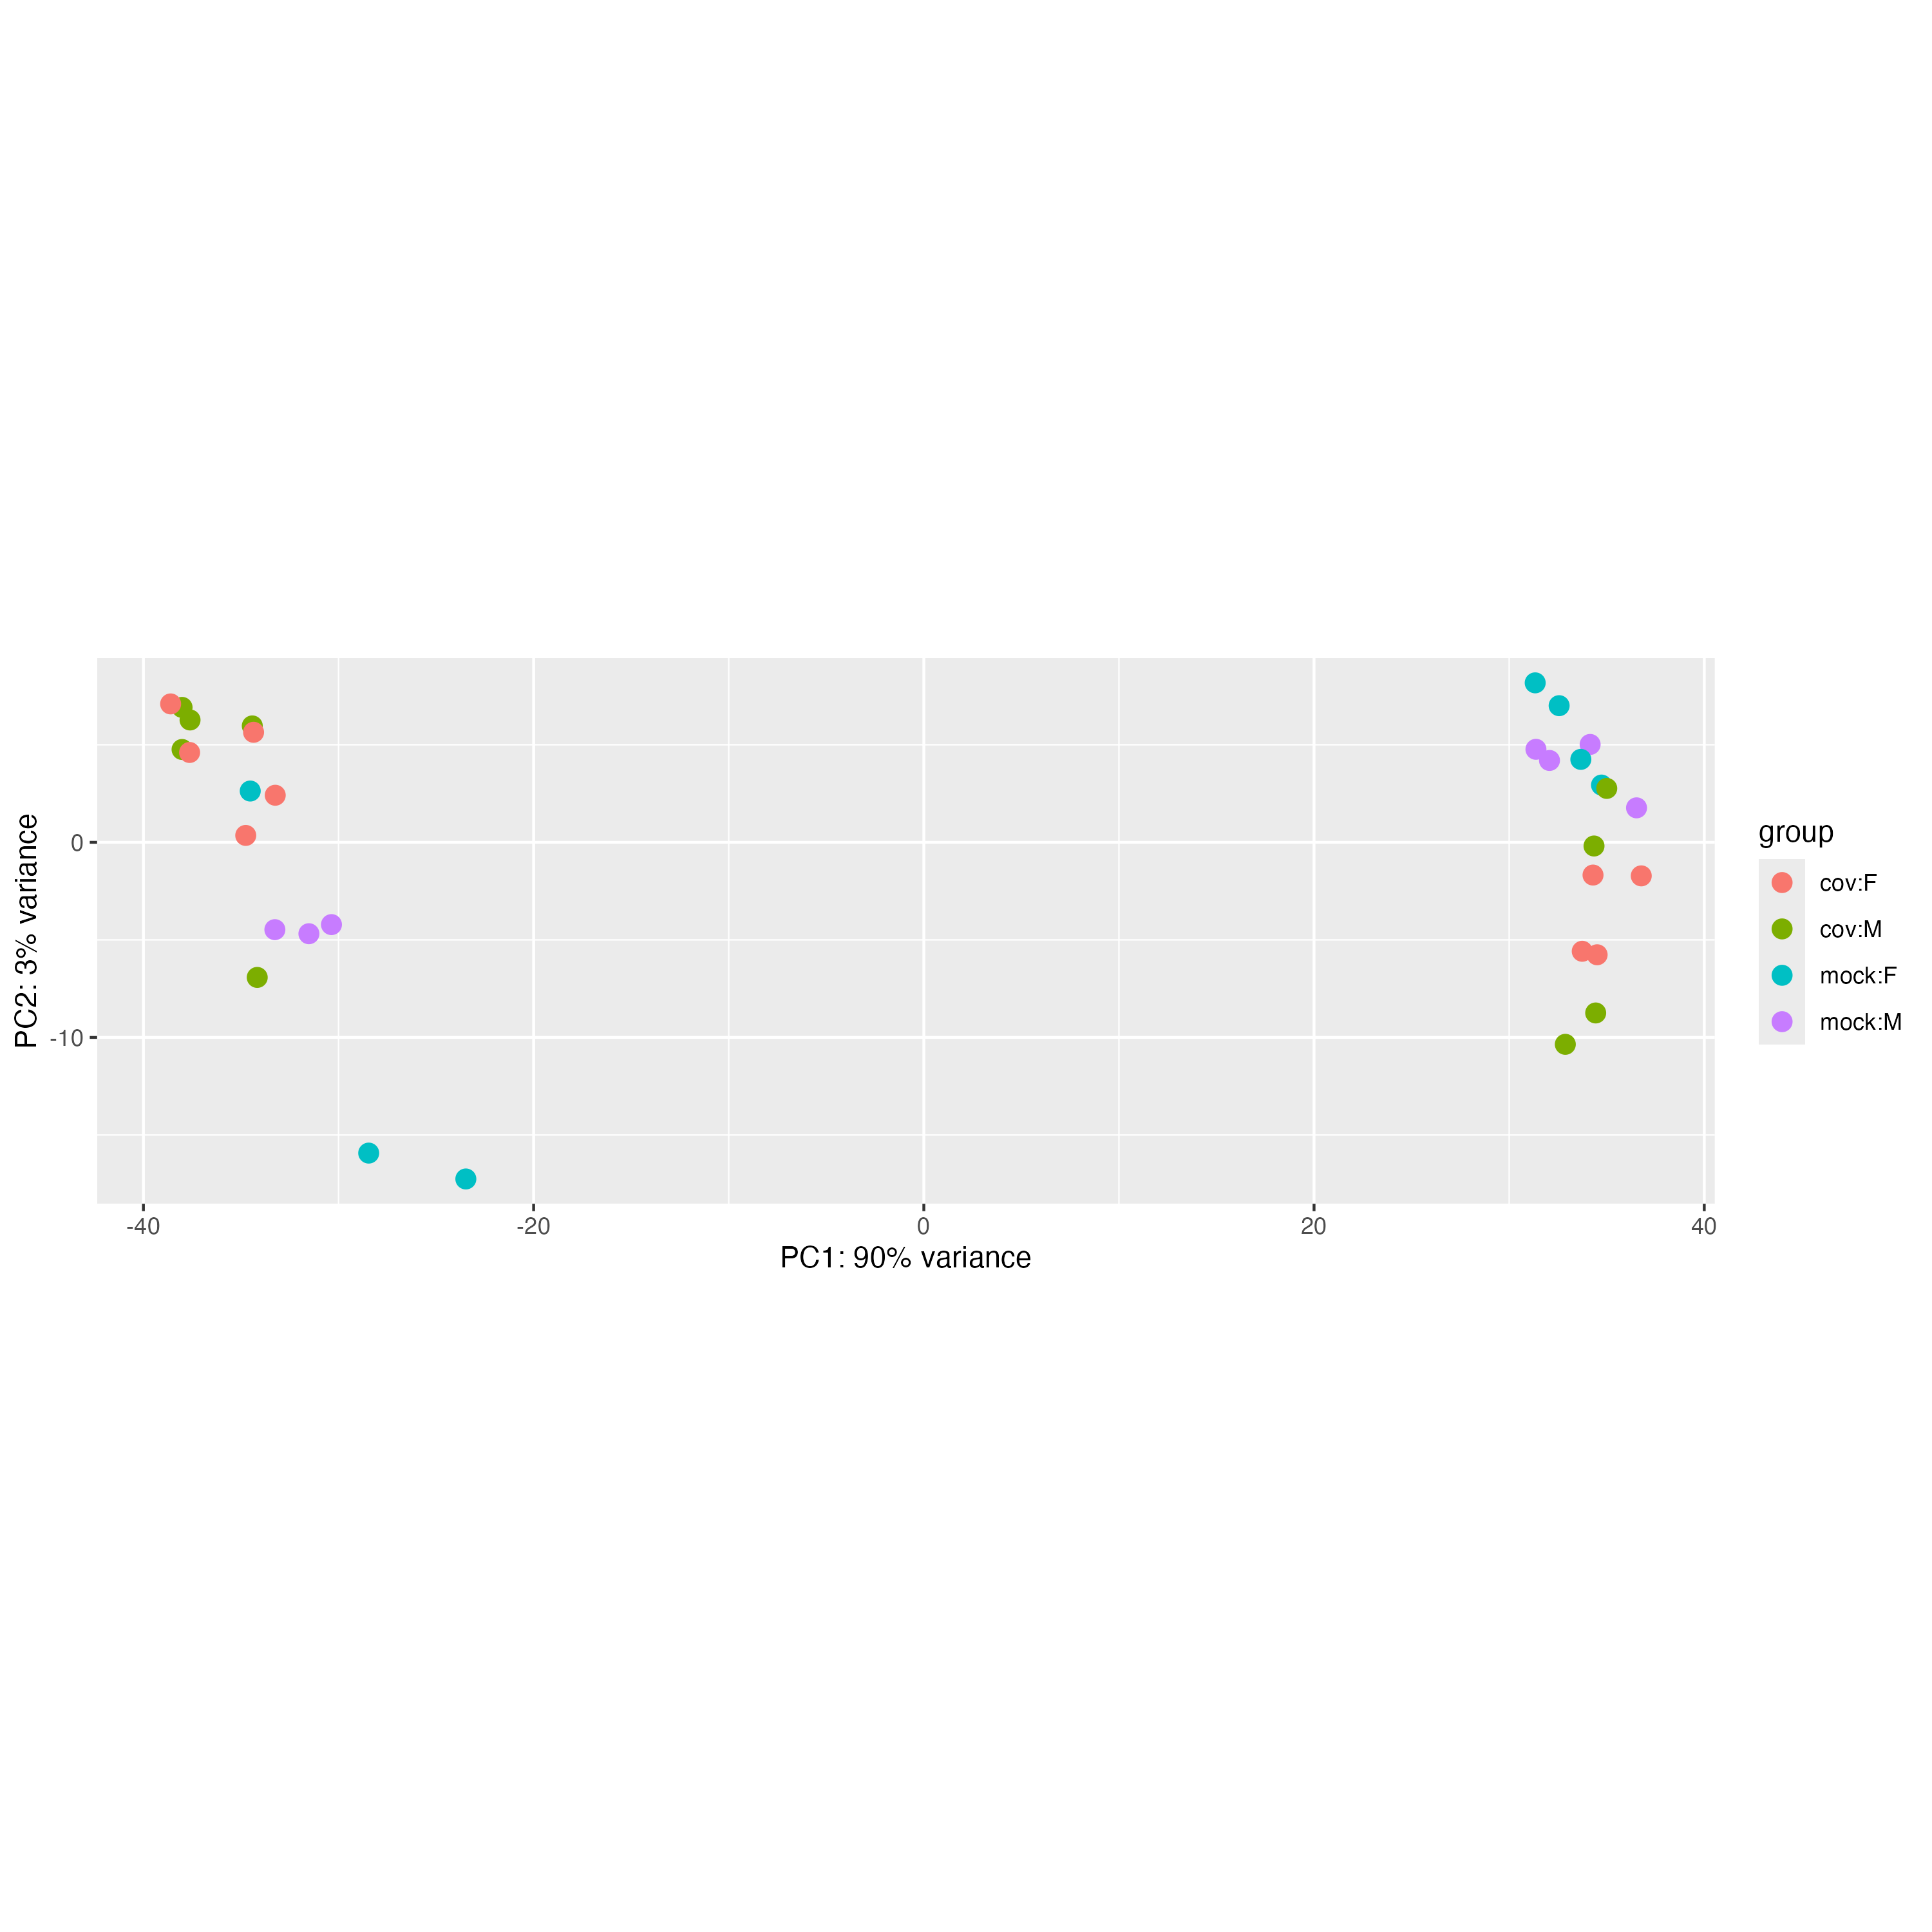 0
-10
-40
-20
0
20
40
PC1: 90% variance
PC2: 3% variance
group
cov:F
cov:M
mock:F
mock:M